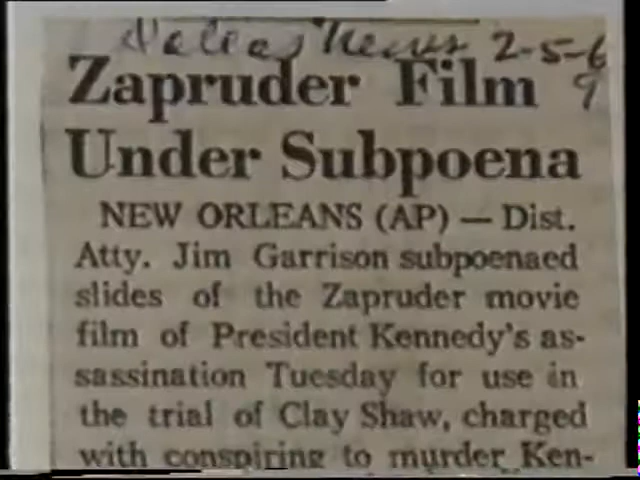 Dallas News 2-5-69
Zapruder Film
Under Subpoena
NEW ORLEANS (AP) — Dist.
Atty. Jim Garrison subpoenaed
slides of the Zapruder movie
film of President Kennedy's as-
sassination Tuesday for use in
the trial of Clay Shaw, charged
with conspiring to murder Ken-